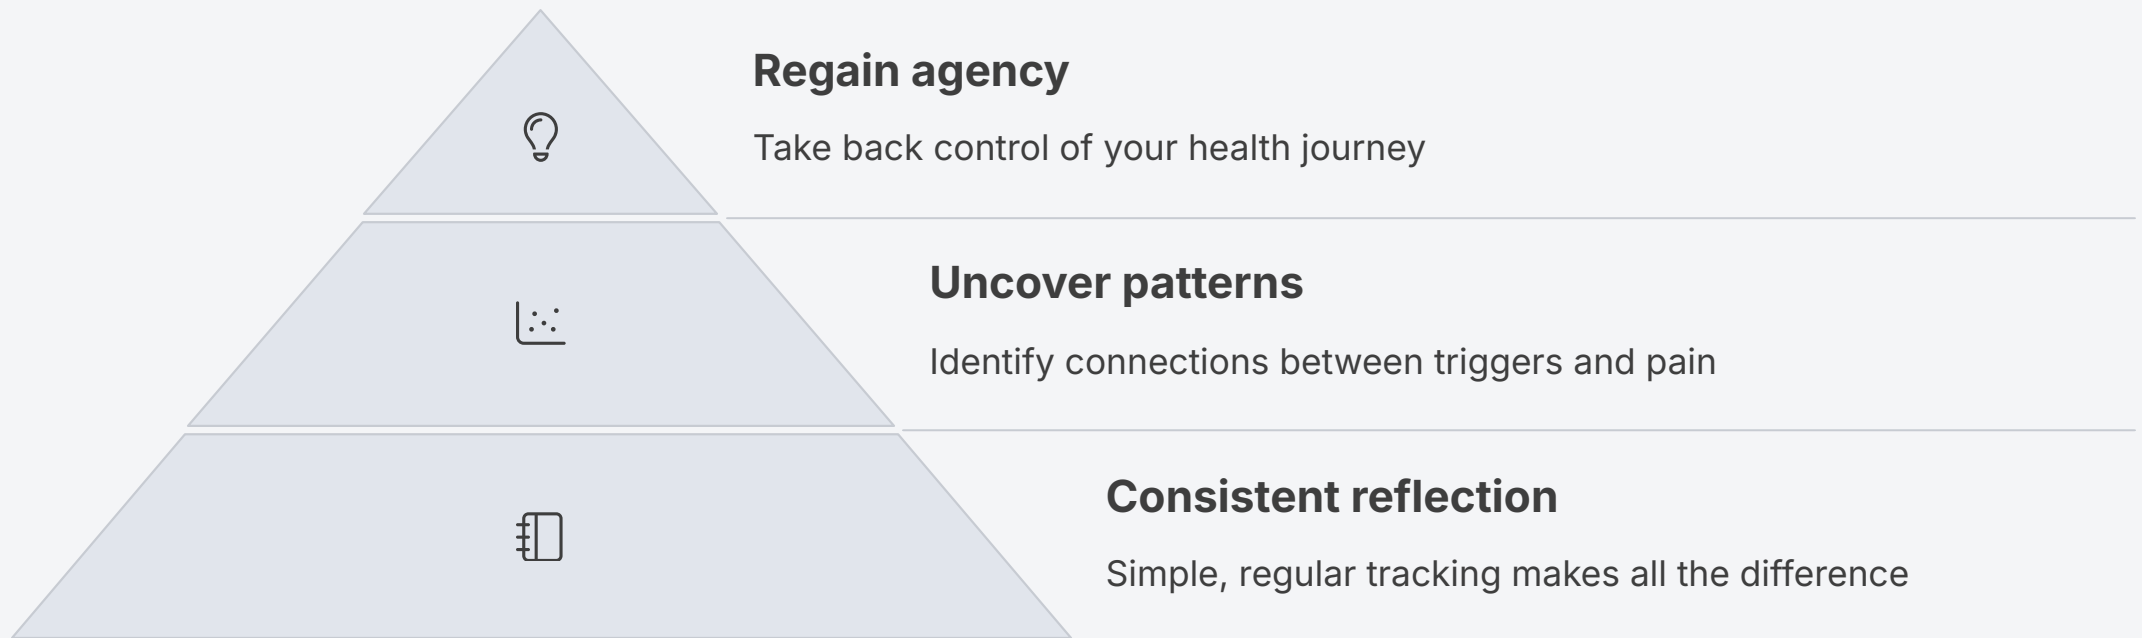 Regain agency
Take back control of your health journey
Uncover patterns
Identify connections between triggers and pain
Consistent reflection
Simple, regular tracking makes all the difference